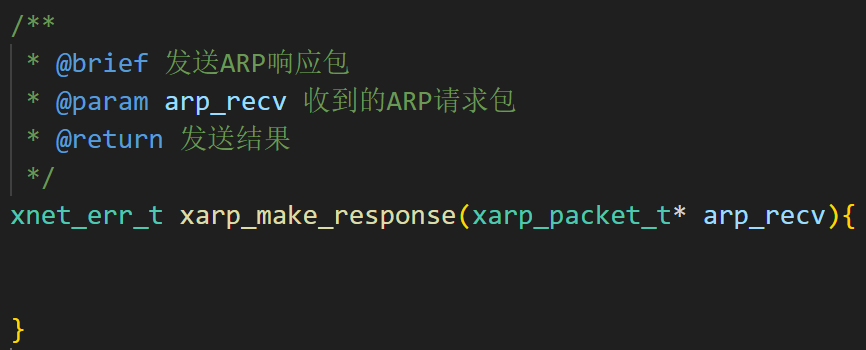 /**
 * @brief 发送ARP响应包
 * @param arp_recv 收到的ARP请求包
 * @return 发送结果
 */
xnet_err_t xarp_make_response(xarp_packet_t* arp_recv){
}